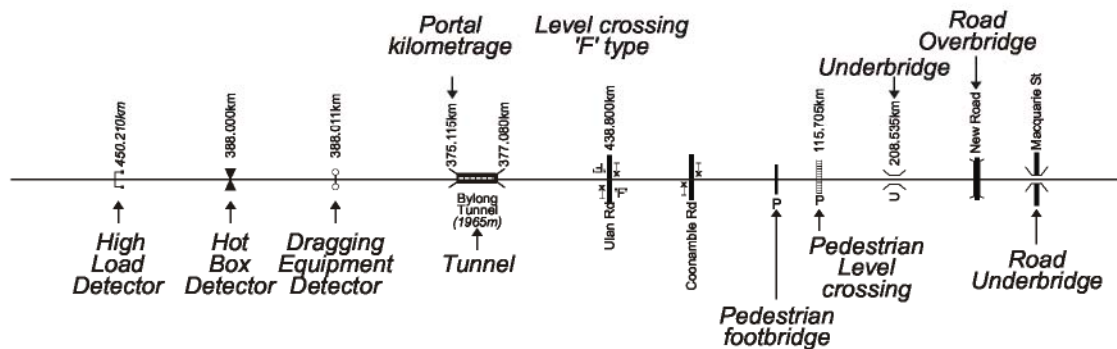 Portal
kilometrage
Level crossing
'F' type
Road
Overbridge
Underbridge
450.210km
388.000km
388.011km
375.115km
377.080km
438.800km
115.705km
208.535km
New Road
Macquarie St
'F'
'F'
Bylong
Tunnel
(1965m)
Ulan Rd
Coonamble Rd
P
P
U
High
Load
Detector
Hot
Box
Detector
Dragging
Equipment
Detector
Tunnel
Pedestrian
footbridge
Pedestrian
Level
crossing
Road
Underbridge